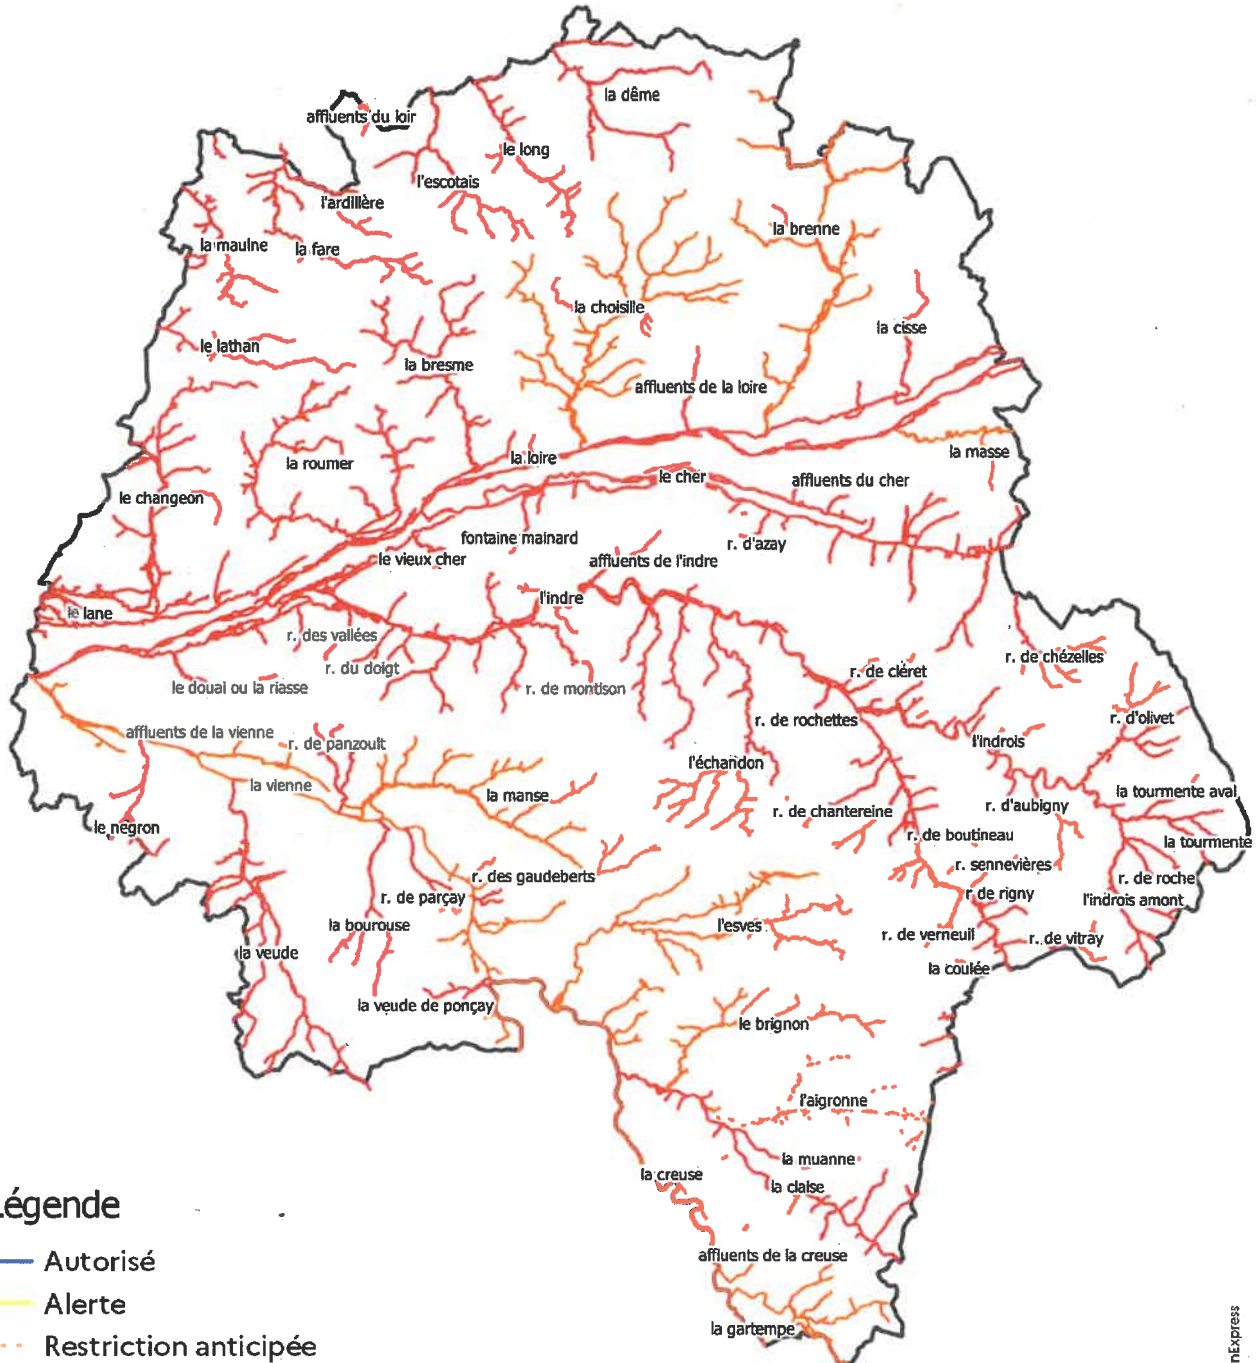 la dême
affluents du loir
le long
l'escotais
l'ardillère
la brenne
la maulne
la fare
la choisille
la cisse
le lathan
la bresme
affluents de la loire
la masse
la loire
la roumer
le cher
affluents du cher
le changeon
fontaine mainard
r. d'azay
le vieux cher
affluents de l'indre
l'indre
le lane
r. des vallées
r. de chézelles
r. du doigt
r. de cléret
le douai ou la riasse
r. de montison
r. de rochettes
r. d'olivet
affluents de la vienne
r. de panzoult
l'indrois
l'échandon
la vienne
la manse
la tourmente aval
r. d'aubigny
r. de chantereine
le négron
r. de boutineau
la tourmente
r. sennevières
r. des gaudeberts
r. de roche
r. de parçay
r de rigny
l'indrois amont
la bourouse
l'esves
r. de verneuil
r. de vitray
la veude
la coulée
la veude de ponçay
le brignon
l'aigronne
la muanne
la creuse
la claise
affluents de la creuse
la gartempe
égende
Autorisé
Alerte
Restriction anticipée
nExpress